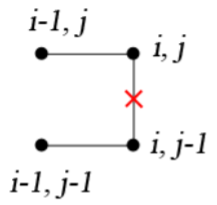 i-1, j
i, j
i, j-1
i-1, j-1